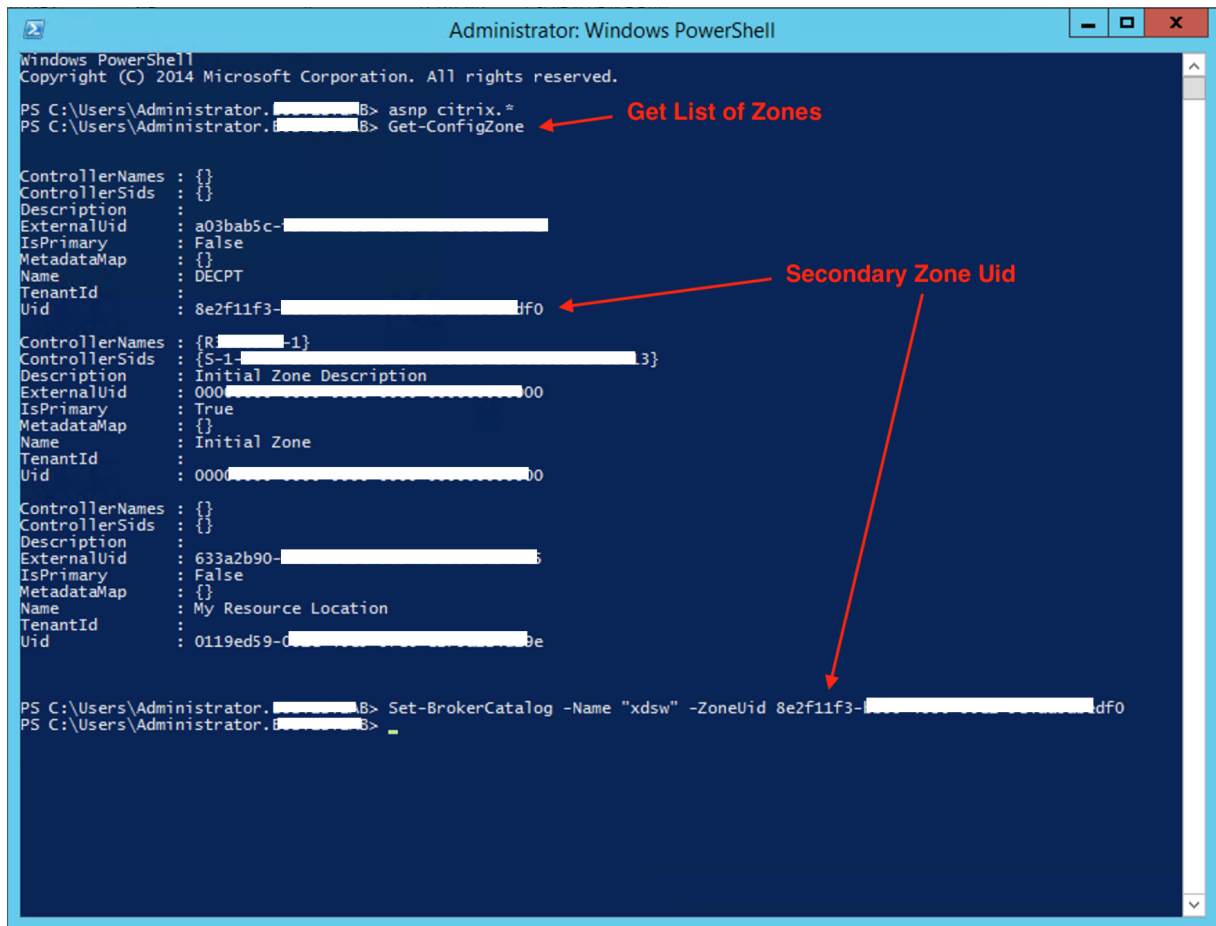 Administrator: Windows PowerShell
Windows PowerShell
Copyright (C) 2014 Microsoft Corporation. All rights reserved.
PS C:\Users\Administrator. B> asnp citrix.*
Get List of Zones
PS C:\Users\Administrator. B> Get-ConfigZone
ControllerNames : {}
ControllerSids : {}
Description :
ExternalUid : a03bab5c-
IsPrimary : False
MetadataMap : {}
Name : DECPT
Secondary Zone Uid
TenantId :
Uid : 8e2f11f3- df0
ControllerNames : {R -1}
ControllerSids : {S-1- 13}
Description : Initial Zone Description
ExternalUid : 000 00
IsPrimary : True
MetadataMap : {}
Name : Initial Zone
TenantId :
Uid : 000 00
ControllerNames : {}
ControllerSids : {}
Description :
ExternalUid : 633a2b90-
IsPrimary : False
MetadataMap : {}
Name : My Resource Location
TenantId :
Uid : 0119ed59- 9e
PS C:\Users\Administrator. B> Set-BrokerCatalog -Name "xdsw" -ZoneUid 8e2f11f3- df0
PS C:\Users\Administrator. B>